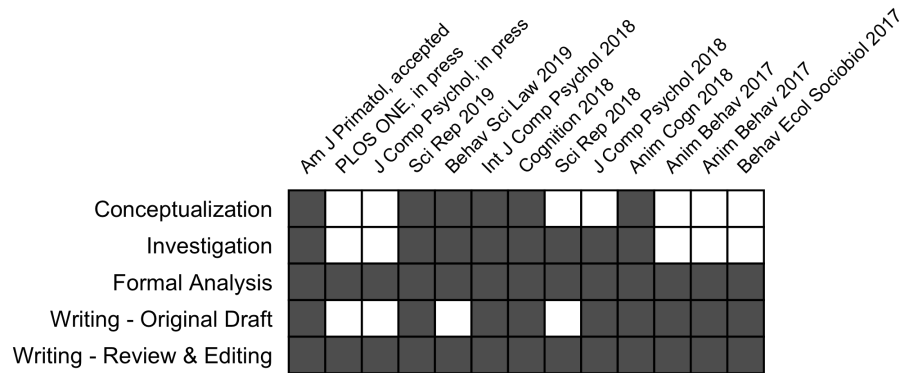 Am J Primatol, accepted
PLOS ONE, in press
J Comp Psychol, in press
Sci Rep 2019
Behav Sci Law 2019
Int J Comp Psychol 2018
Cognition 2018
Sci Rep 2018
J Comp Psychol 2018
Anim Cogn 2018
Anim Behav 2017
Anim Behav 2017
Behav Ecol Sociobiol 2017
Conceptualization
Investigation
Formal Analysis
Writing - Original Draft
Writing - Review & Editing